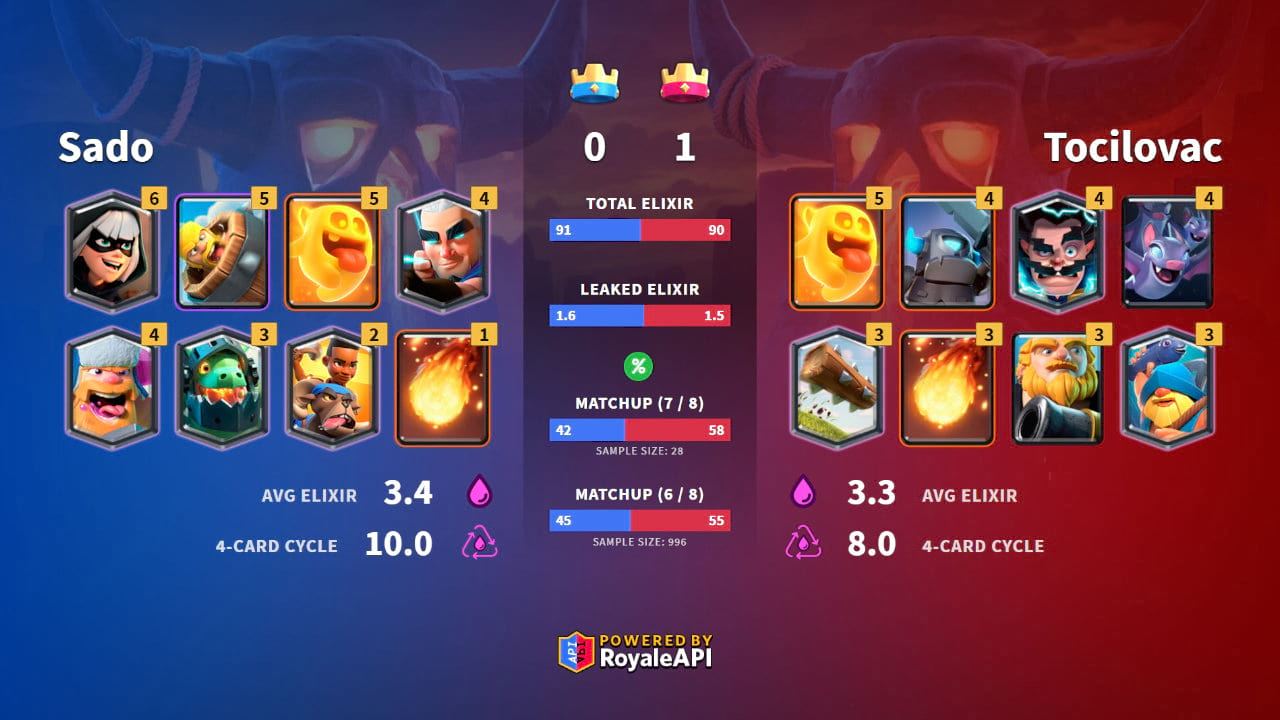 0 1
Sado
Tocilovac
6 5 5 4
4 3 2 1
5 4 4 4
3 3 3 3
TOTAL ELIXIR
91 90
LEAKED ELIXIR
1.6 1.5
%
MATCHUP (7 / 8)
42 58
SAMPLE SIZE: 28
MATCHUP (6 / 8)
45 55
SAMPLE SIZE: 996
AVG ELIXIR 3.4
4-CARD CYCLE 10.0
3.3 AVG ELIXIR
8.0 4-CARD CYCLE
API
API
POWERED BY
RoyaleAPI